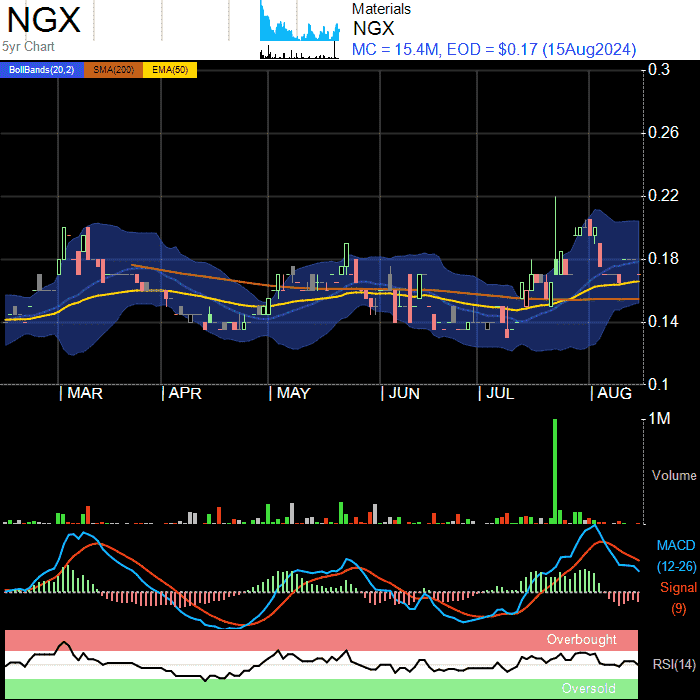 NGX
5yr Chart
Materials
NGX
MC = 15.4M, EOD = $0.17 (15Aug2024)
BollBands(20,2) SMA(200) EMA(50)
0.3
0.26
0.22
0.18
0.14
0.1
| MAR | APR | MAY | JUN | JUL | AUG
1M
Volume
MACD
(12-26)
Signal
(9)
Overbought
RSI(14)
Oversold